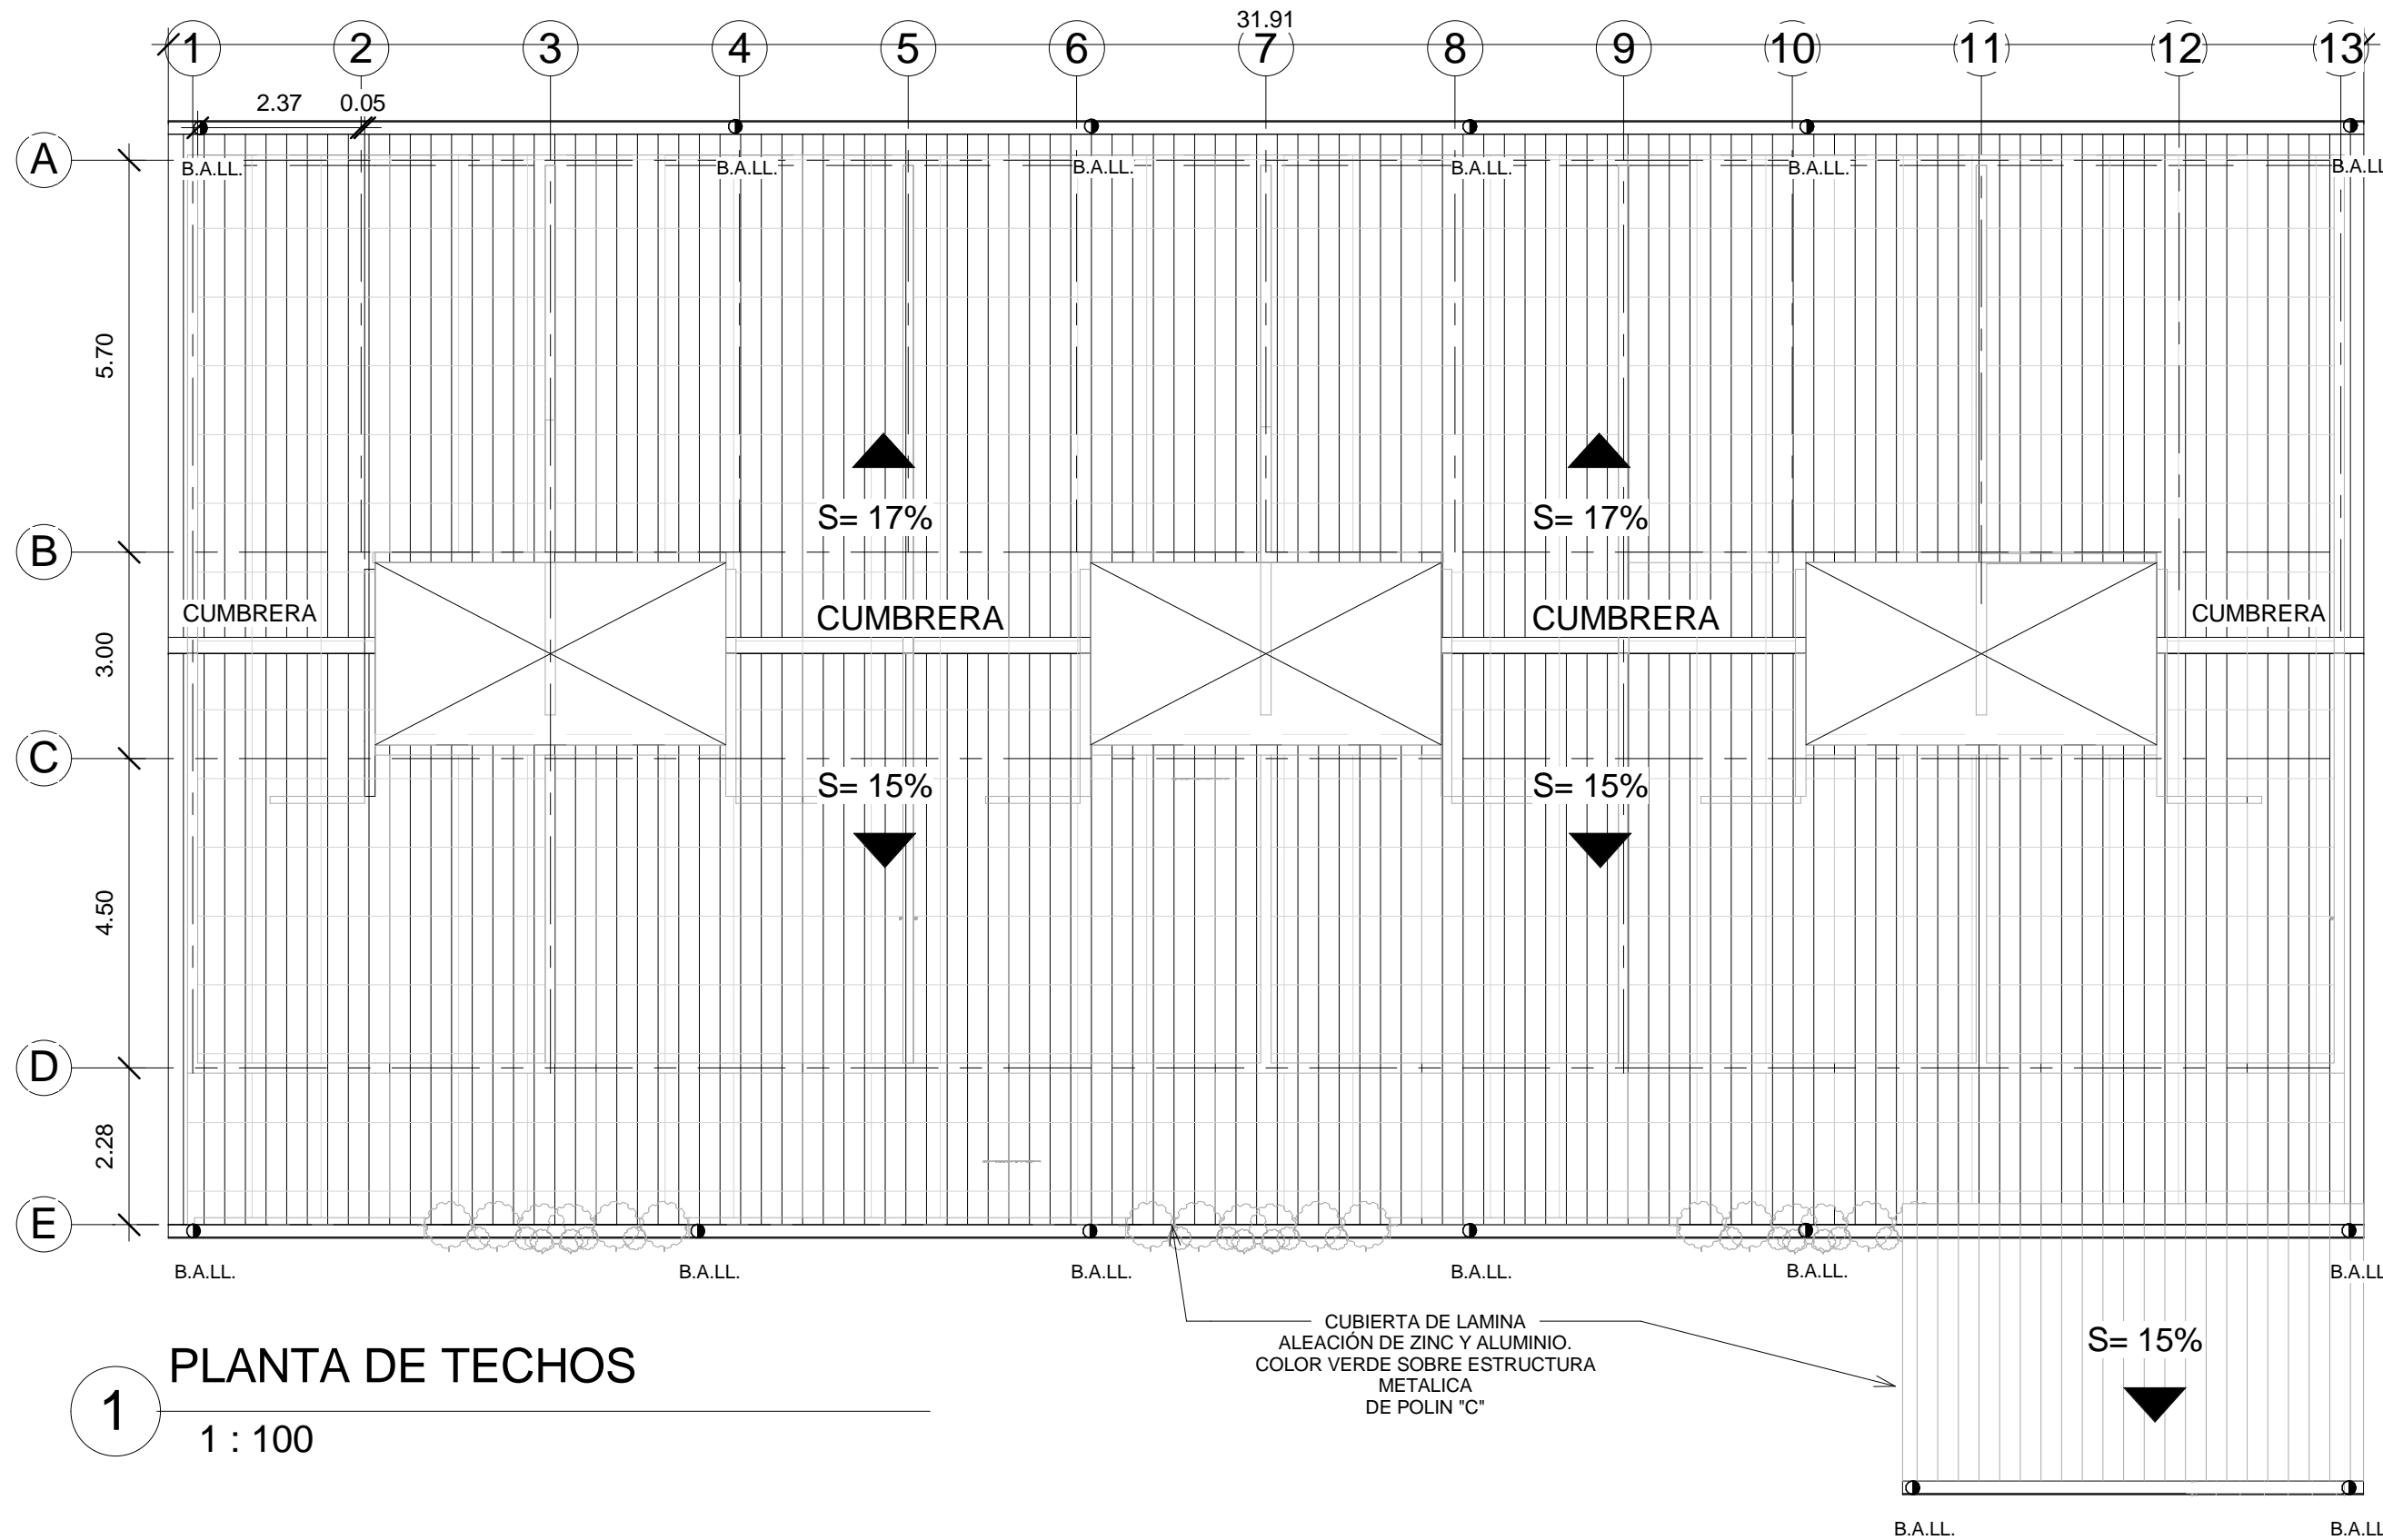 31.91
1 2 3 4 5 6 7 8 9 10 11 12 13
2.37 0.05
A
B.A.LL. B.A.LL. B.A.LL. B.A.LL. B.A.LL. B.A.LL
5.70
S= 17% S= 17%
B
CUMBRERA CUMBRERA CUMBRERA CUMBRERA
3.00
C
S= 15% S= 15%
4.50
D
2.28
E
B.A.LL. B.A.LL. B.A.LL. B.A.LL. B.A.LL. B.A.LL
CUBIERTA DE LAMINA
ALEACIÓN DE ZINC Y ALUMINIO.
COLOR VERDE SOBRE ESTRUCTURA
METALICA
DE POLIN "C"
S= 15%
PLANTA DE TECHOS
1
1 : 100
B.A.LL. B.A.LL